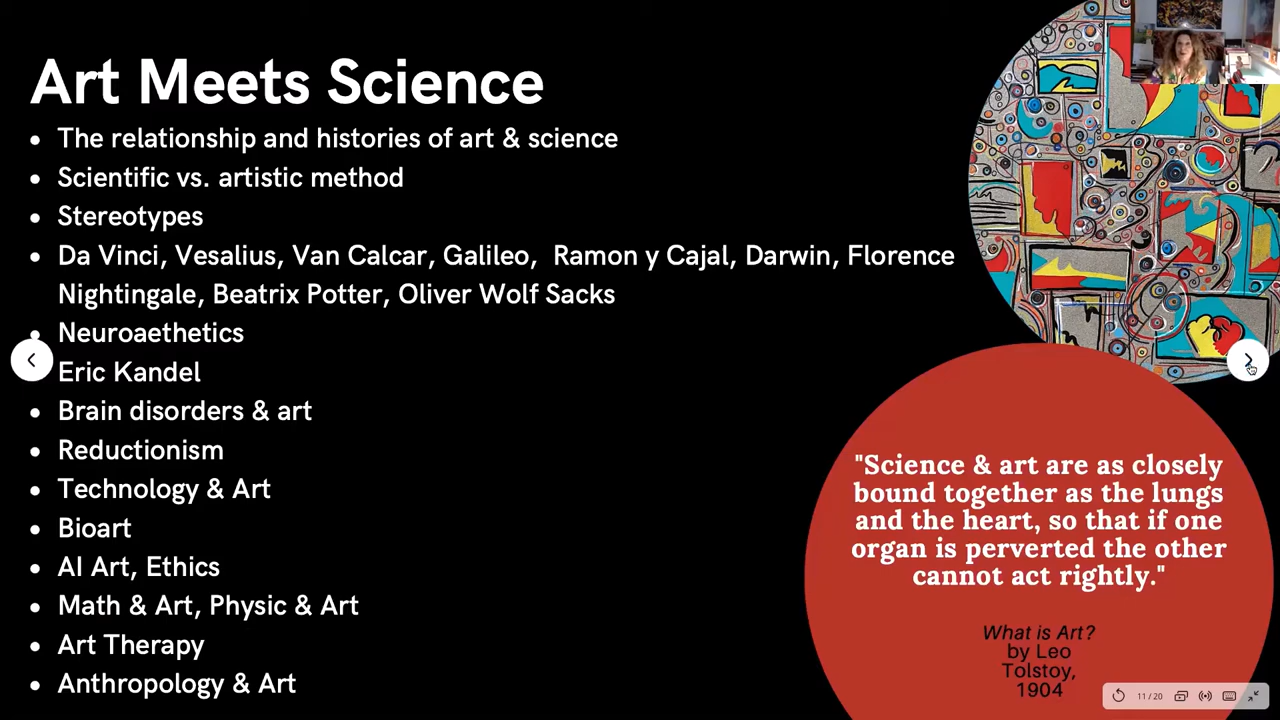 Art Meets Science
The relationship and histories of art & science
Scientific vs. artistic method
Stereotypes
Da Vinci, Vesalius, Van Calcar, Galileo, Ramon y Cajal, Darwin, Florence
Nightingale, Beatrix Potter, Oliver Wolf Sacks
Neuroaethetics
Eric Kandel
Brain disorders & art
Reductionism
Technology & Art
Bioart
AI Art, Ethics
Math & Art, Physic & Art
Art Therapy
Anthropology & Art
"Science & art are as closely
bound together as the lungs
and the heart, so that if one
organ is perverted the other
cannot act rightly."
What is Art?
by Leo
Tolstoy,
1904
11 / 20